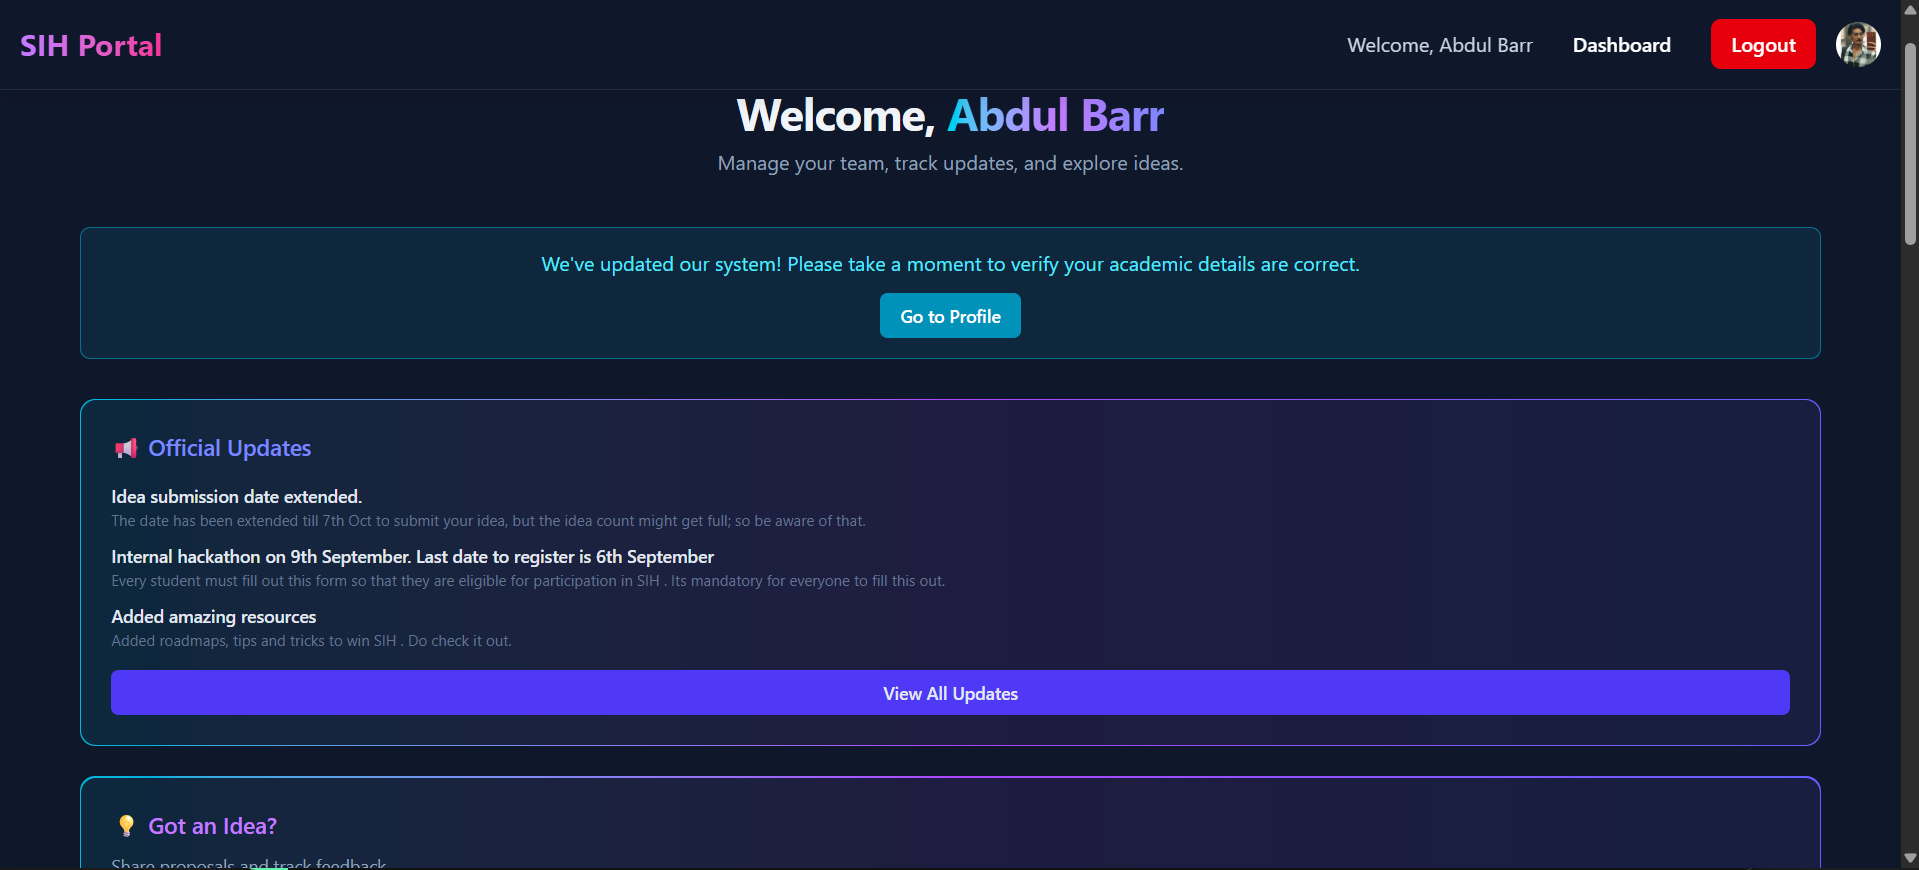 SIH Portal
Welcome, Abdul Barr
Dashboard
Logout
Welcome, Abdul Barr
Manage your team, track updates, and explore ideas.
We've updated our system! Please take a moment to verify your academic details are correct.
Go to Profile
Official Updates
Idea submission date extended.
The date has been extended till 7th Oct to submit your idea, but the idea count might get full; so be aware of that.
Internal hackathon on 9th September. Last date to register is 6th September
Every student must fill out this form so that they are eligible for participation in SIH . Its mandatory for everyone to fill this out.
Added amazing resources
Added roadmaps, tips and tricks to win SIH . Do check it out.
View All Updates
Got an Idea?
Share proposals and track feedback